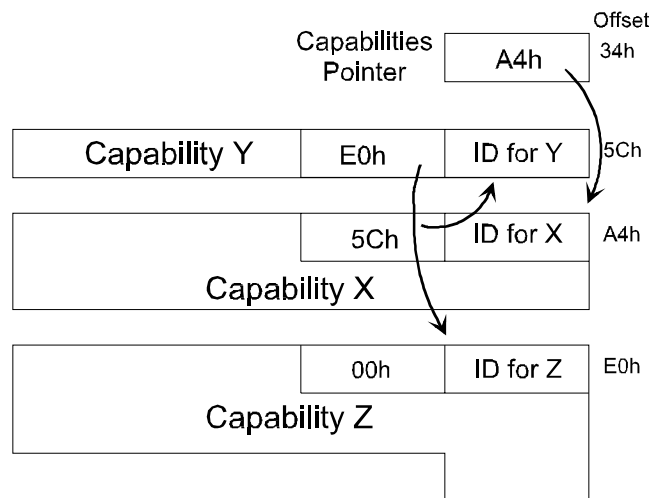 Offset
Capabilities
Pointer
A4h
34h
Capability Y
E0h
ID for Y
5Ch
5Ch
ID for X
A4h
Capability X
00h
ID for Z
E0h
Capability Z